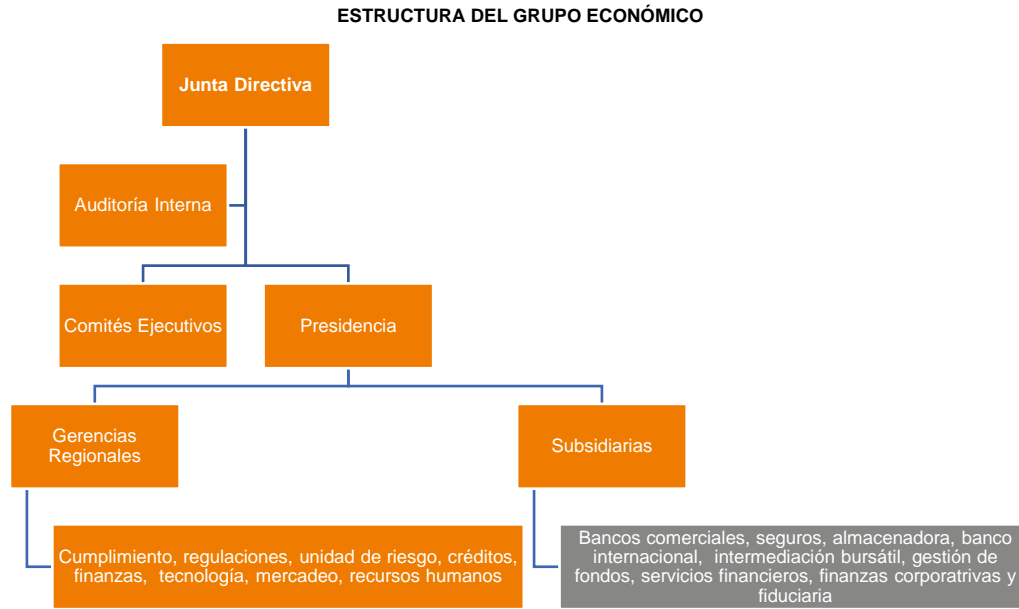 ESTRUCTURA DEL GRUPO ECONÓMICO
Junta Directiva
Auditoría Interna
Comités Ejecutivos
Presidencia
Gerencias
Regionales
Subsidiarias
Cumplimiento, regulaciones, unidad de riesgo, créditos,
finanzas, tecnología, mercadeo, recursos humanos
Bancos comerciales, seguros, almacenadora, banco
internacional, intermediación bursátil, gestión de
fondos, servicios financieros, finanzas corporatrivas y
fiduciaria